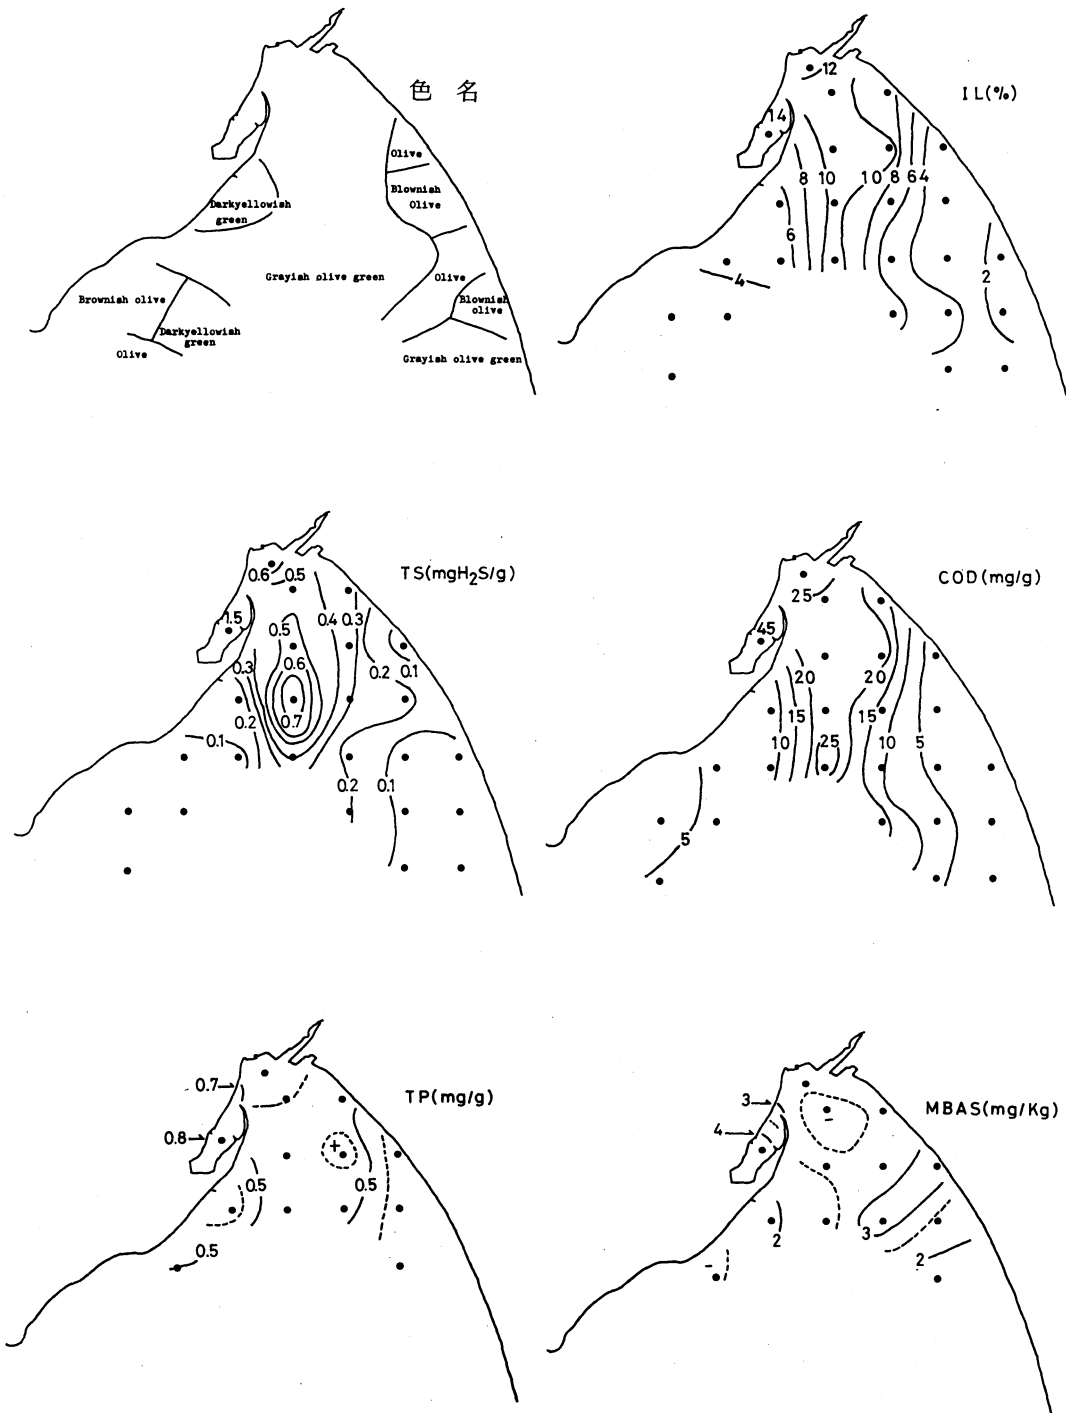 色名
Olive
Blownish
Olive
Darkyellowish
green
Grayish olive green
Olive
Brownish olive
Blownish
olive
Darkyellowish
green
Olive
Grayish olive green
IL(%)
12
14
8 10 10 8 6 4
6
4
2
TS(mgH₂S/g)
0.6 0.5
1.5
0.5 0.4 0.3
0.3 0.6 0.2 0.1
0.2 0.7
0.1
0.2 0.1
COD(mg/g)
25
45
20 20
15 15
10 25 10 5
5
TP(mg/g)
0.7
0.8
+
0.5 0.5
0.5
MBAS(mg/Kg)
3
4
-
2 3
- 2